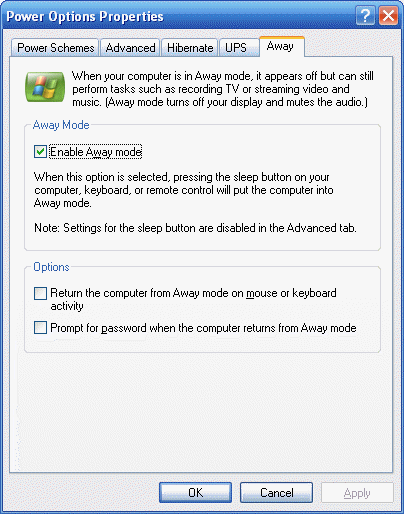 Power Options Properties
Power Schemes Advanced Hibernate UPS Away
When your computer is in Away mode, it appears off but can still
perform tasks such as recording TV or streaming video and
music. (Away mode turns off your display and mutes the audio.)
Away Mode
Enable Away mode
When this option is selected, pressing the sleep button on your
computer, keyboard, or remote control will put the computer into
Away mode.
Note: Settings for the sleep button are disabled in the Advanced tab.
Options
Return the computer from Away mode on mouse or keyboard
activity
Prompt for password when the computer returns from Away mode
OK Cancel Apply